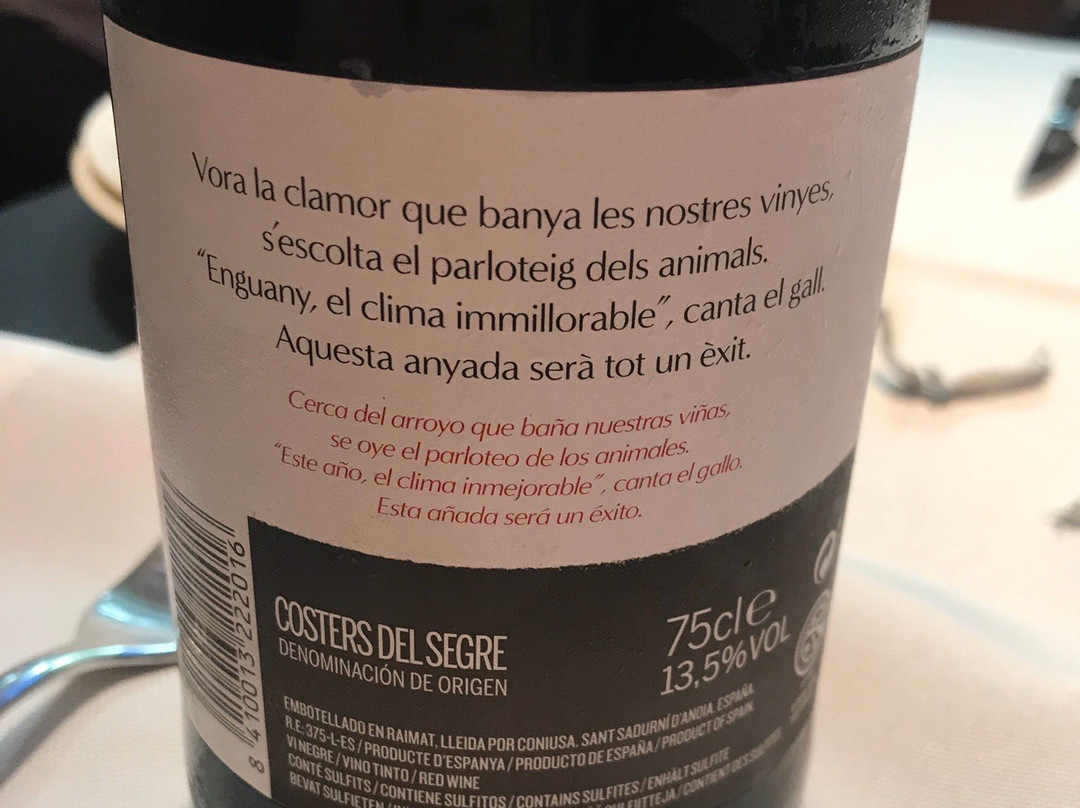 Vora la clamor que banya les nostres vinyes,
s'escolta el parloteig dels animals.
“Enguany, el clima immillorable”, canta el gall.
Aquesta anyada serà tot un èxit.
Cerca del arroyo que baña nuestras viñas,
se oye el parloteo de los animales.
“Este año, el clima inmejorable”, canta el gallo.
Esta añada será un éxito.
8 410013 222016
COSTERS DEL SEGRE
DENOMINACIÓN DE ORIGEN
75cl e
13,5%VOL
EMBOTELLADO EN RAIMAT, LLEIDA POR CONIUSA. SANT SADURNÍ D'ANOIA. ESPAÑA.
R.E: 375-L-ES / PRODUCTE D'ESPANYA / PRODUCTO DE ESPAÑA / PRODUCT OF SPAIN.
VI NEGRE / VINO TINTO / RED WINE
CONTÉ SULFITS / CONTIENE SULFITOS / CONTAINS SULFITES / ENHÄLT SULFITE
BEVAT SULFIETEN / CONTIENT DES SULFITES